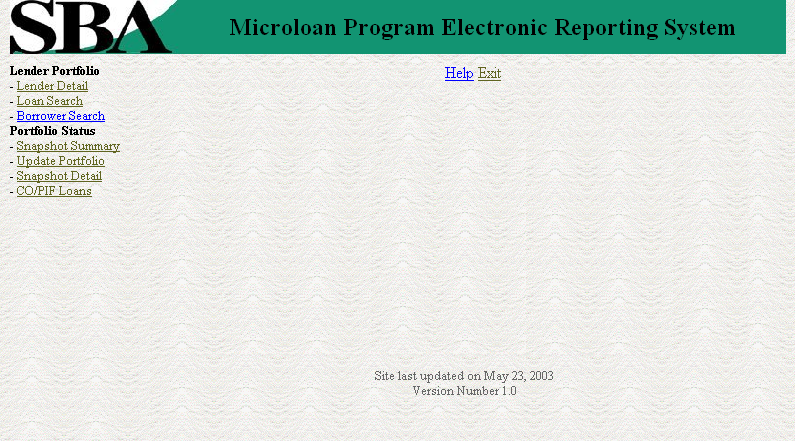 SBA Microloan Program Electronic Reporting System
Help Exit
Lender Portfolio
- Lender Detail
- Loan Search
- Borrower Search
Portfolio Status
- Snapshot Summary
- Update Portfolio
- Snapshot Detail
- CO/PIF Loans
Site last updated on May 23, 2003
Version Number 1.0